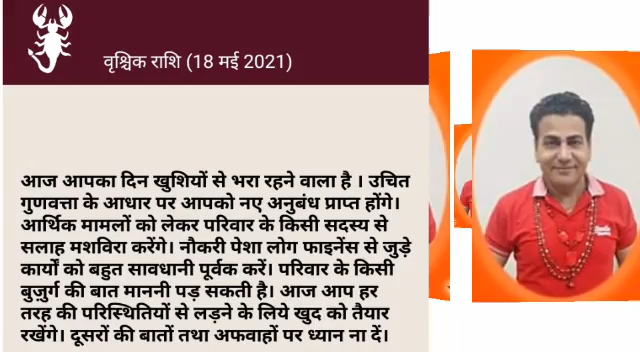 वृश्चिक राशि (18 मई 2021)
आज आपका दिन खुशियों से भरा रहने वाला है । उचित
गुणवत्ता के आधार पर आपको नए अनुबंध प्राप्त होंगे।
आर्थिक मामलों को लेकर परिवार के किसी सदस्य से
सलाह मशविरा करेंगे। नौकरी पेशा लोग फाइनेंस से जुड़े
कार्यों को बहुत सावधानी पूर्वक करें। परिवार के किसी
बुजुर्ग की बात माननी पड़ सकती है। आज आप हर
तरह की परिस्थितियों से लड़ने के लिये खुद को तैयार
रखेंगे। दूसरों की बातों तथा अफवाहों पर ध्यान ना दें।